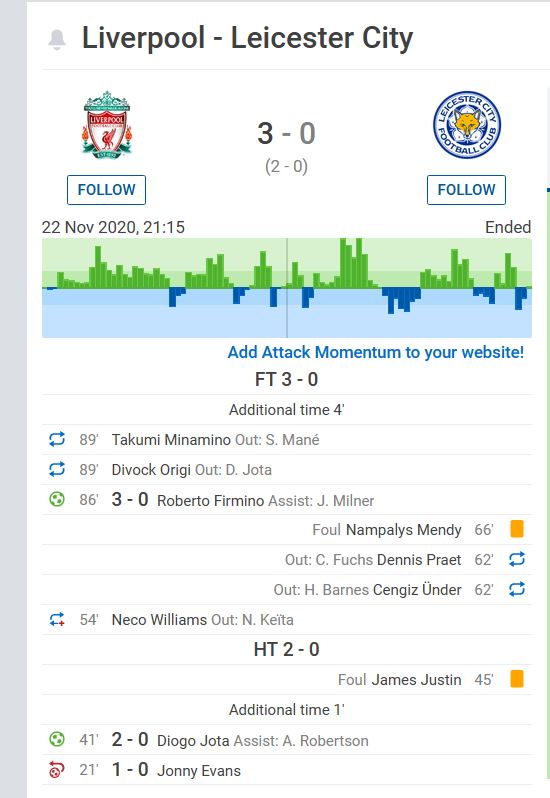 Liverpool - Leicester City
LIVERPOOL
FOOTBALL CLUB
LEICESTER CITY
FOOTBALL CLUB
3 - 0
(2 - 0)
FOLLOW
FOLLOW
22 Nov 2020, 21:15 Ended
Add Attack Momentum to your website!
FT 3 - 0
Additional time 4'
89' Takumi Minamino Out: S. Mané
89' Divock Origi Out: D. Jota
86' 3 - 0 Roberto Firmino Assist: J. Milner
Foul Nampalys Mendy 66'
Out: C. Fuchs Dennis Praet 62'
Out: H. Barnes Cengiz Ünder 62'
54' Neco Williams Out: N. Keïta
HT 2 - 0
Foul James Justin 45'
Additional time 1'
41' 2 - 0 Diogo Jota Assist: A. Robertson
21' 1 - 0 Jonny Evans